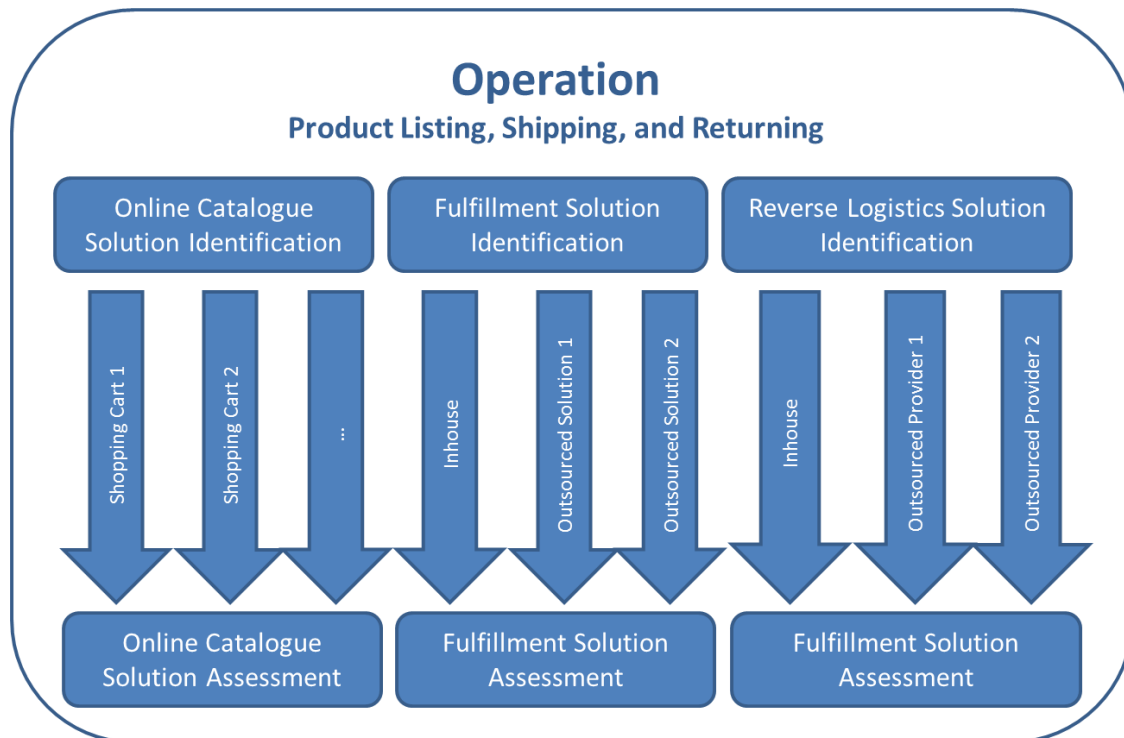 Operation
Product Listing, Shipping, and Returning
Online Catalogue
Solution Identification
Fulfillment Solution
Identification
Reverse Logistics Solution
Identification
Shopping Cart 1
Shopping Cart 2
...
Inhouse
Outsourced Solution 1
Outsourced Solution 2
Inhouse
Outsourced Provider 1
Outsourced Provider 2
Online Catalogue
Solution Assessment
Fulfillment Solution
Assessment
Fulfillment Solution
Assessment